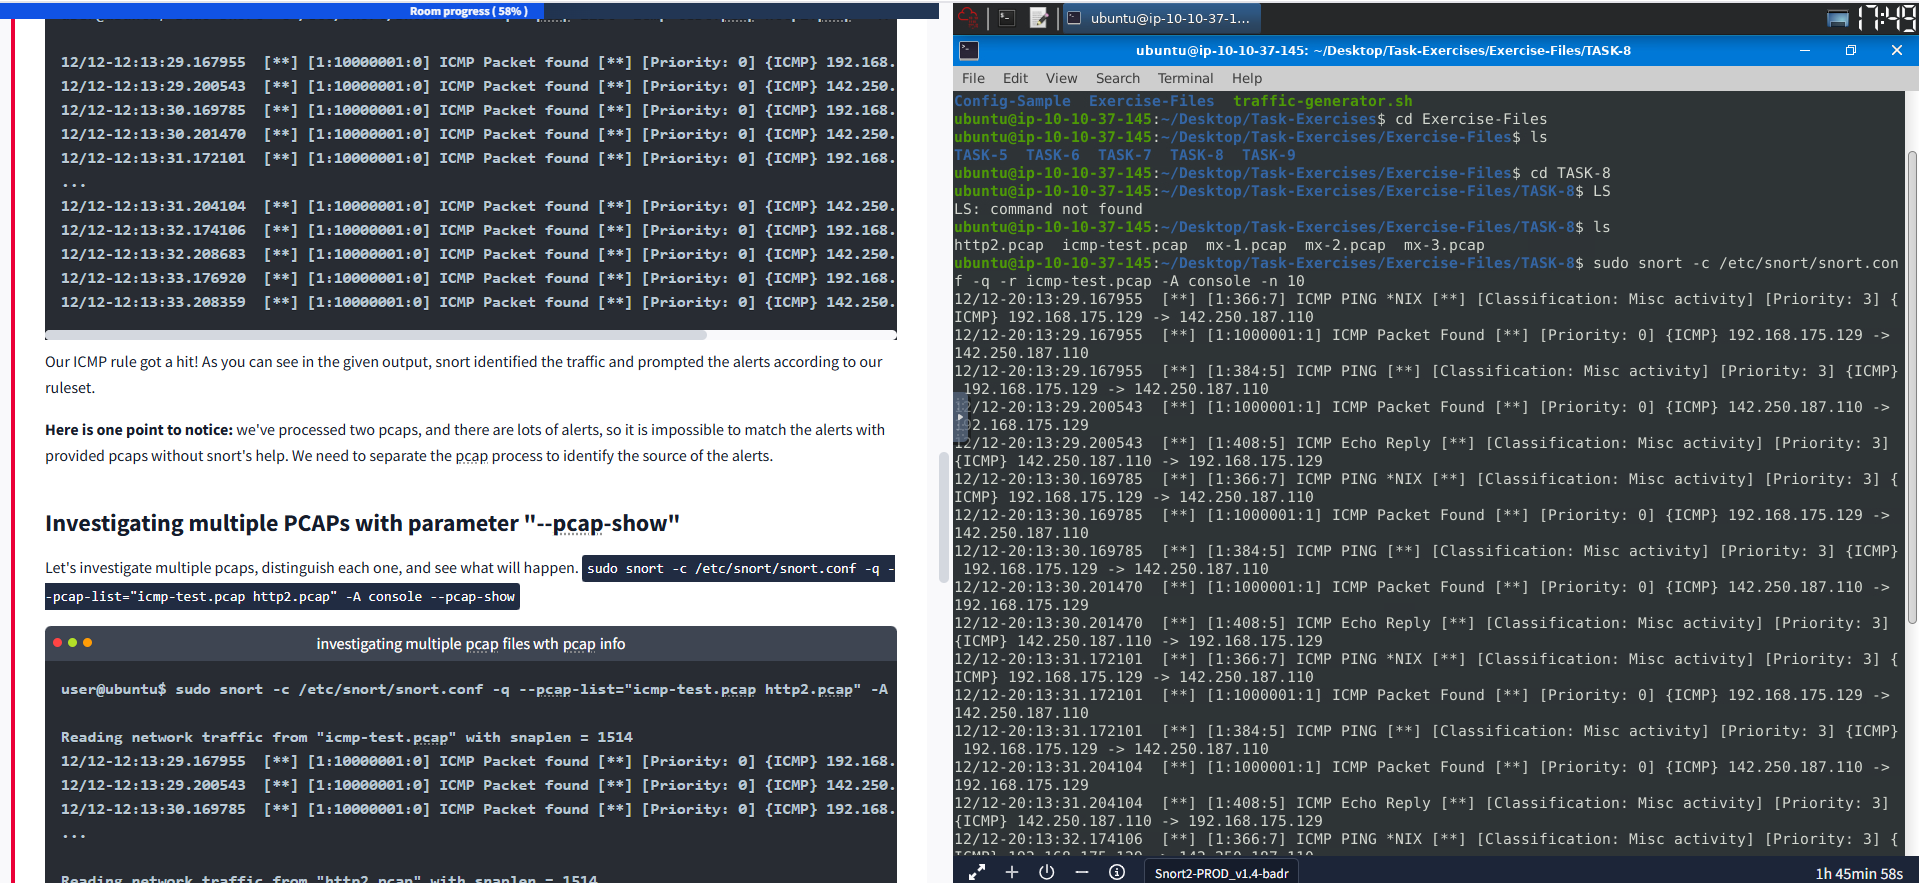 Room progress ( 58% )
12/12-12:13:29.167955  [**] [1:10000001:0] ICMP Packet found [**] [Priority: 0] {ICMP} 192.168.
12/12-12:13:29.200543  [**] [1:10000001:0] ICMP Packet found [**] [Priority: 0] {ICMP} 142.250.
12/12-12:13:30.169785  [**] [1:10000001:0] ICMP Packet found [**] [Priority: 0] {ICMP} 192.168.
12/12-12:13:30.201470  [**] [1:10000001:0] ICMP Packet found [**] [Priority: 0] {ICMP} 142.250.
12/12-12:13:31.172101  [**] [1:10000001:0] ICMP Packet found [**] [Priority: 0] {ICMP} 192.168.
...
12/12-12:13:31.204104  [**] [1:10000001:0] ICMP Packet found [**] [Priority: 0] {ICMP} 142.250.
12/12-12:13:32.174106  [**] [1:10000001:0] ICMP Packet found [**] [Priority: 0] {ICMP} 192.168.
12/12-12:13:32.208683  [**] [1:10000001:0] ICMP Packet found [**] [Priority: 0] {ICMP} 142.250.
12/12-12:13:33.176920  [**] [1:10000001:0] ICMP Packet found [**] [Priority: 0] {ICMP} 192.168.
12/12-12:13:33.208359  [**] [1:10000001:0] ICMP Packet found [**] [Priority: 0] {ICMP} 142.250.
Our ICMP rule got a hit! As you can see in the given output, snort identified the traffic and prompted the alerts according to our
ruleset.
Here is one point to notice: we've processed two pcaps, and there are lots of alerts, so it is impossible to match the alerts with
provided pcaps without snort's help. We need to separate the pcap process to identify the source of the alerts.
Investigating multiple PCAPs with parameter "--pcap-show"
Let's investigate multiple pcaps, distinguish each one, and see what will happen. sudo snort -c /etc/snort/snort.conf -q -
-pcap-list="icmp-test.pcap http2.pcap" -A console --pcap-show
investigating multiple pcap files wth pcap info
user@ubuntu$ sudo snort -c /etc/snort/snort.conf -q --pcap-list="icmp-test.pcap http2.pcap" -A
Reading network traffic from "icmp-test.pcap" with snaplen = 1514
12/12-12:13:29.167955  [**] [1:10000001:0] ICMP Packet found [**] [Priority: 0] {ICMP} 192.168.
12/12-12:13:29.200543  [**] [1:10000001:0] ICMP Packet found [**] [Priority: 0] {ICMP} 142.250.
12/12-12:13:30.169785  [**] [1:10000001:0] ICMP Packet found [**] [Priority: 0] {ICMP} 192.168.
...
Reading network traffic from "http2.pcap" with snaplen = 1514
ubuntu@ip-10-10-37-1...
17:49
ubuntu@ip-10-10-37-145: ~/Desktop/Task-Exercises/Exercise-Files/TASK-8
File Edit View Search Terminal Help
Config-Sample  Exercise-Files  traffic-generator.sh
ubuntu@ip-10-10-37-145:~/Desktop/Task-Exercises$ cd Exercise-Files
ubuntu@ip-10-10-37-145:~/Desktop/Task-Exercises/Exercise-Files$ ls
TASK-5  TASK-6  TASK-7  TASK-8  TASK-9
ubuntu@ip-10-10-37-145:~/Desktop/Task-Exercises/Exercise-Files$ cd TASK-8
ubuntu@ip-10-10-37-145:~/Desktop/Task-Exercises/Exercise-Files/TASK-8$ LS
LS: command not found
ubuntu@ip-10-10-37-145:~/Desktop/Task-Exercises/Exercise-Files/TASK-8$ ls
http2.pcap  icmp-test.pcap  mx-1.pcap  mx-2.pcap  mx-3.pcap
ubuntu@ip-10-10-37-145:~/Desktop/Task-Exercises/Exercise-Files/TASK-8$ sudo snort -c /etc/snort/snort.con
f -q -r icmp-test.pcap -A console -n 10
12/12-20:13:29.167955  [**] [1:366:7] ICMP PING *NIX [**] [Classification: Misc activity] [Priority: 3] {
ICMP} 192.168.175.129 -> 142.250.187.110
12/12-20:13:29.167955  [**] [1:1000001:1] ICMP Packet Found [**] [Priority: 0] {ICMP} 192.168.175.129 ->
142.250.187.110
12/12-20:13:29.167955  [**] [1:384:5] ICMP PING [**] [Classification: Misc activity] [Priority: 3] {ICMP}
192.168.175.129 -> 142.250.187.110
2/12-20:13:29.200543  [**] [1:1000001:1] ICMP Packet Found [**] [Priority: 0] {ICMP} 142.250.187.110 ->
92.168.175.129
2/12-20:13:29.200543  [**] [1:408:5] ICMP Echo Reply [**] [Classification: Misc activity] [Priority: 3]
{ICMP} 142.250.187.110 -> 192.168.175.129
12/12-20:13:30.169785  [**] [1:366:7] ICMP PING *NIX [**] [Classification: Misc activity] [Priority: 3] {
ICMP} 192.168.175.129 -> 142.250.187.110
12/12-20:13:30.169785  [**] [1:1000001:1] ICMP Packet Found [**] [Priority: 0] {ICMP} 192.168.175.129 ->
142.250.187.110
12/12-20:13:30.169785  [**] [1:384:5] ICMP PING [**] [Classification: Misc activity] [Priority: 3] {ICMP}
192.168.175.129 -> 142.250.187.110
12/12-20:13:30.201470  [**] [1:1000001:1] ICMP Packet Found [**] [Priority: 0] {ICMP} 142.250.187.110 ->
192.168.175.129
12/12-20:13:30.201470  [**] [1:408:5] ICMP Echo Reply [**] [Classification: Misc activity] [Priority: 3]
{ICMP} 142.250.187.110 -> 192.168.175.129
12/12-20:13:31.172101  [**] [1:366:7] ICMP PING *NIX [**] [Classification: Misc activity] [Priority: 3] {
ICMP} 192.168.175.129 -> 142.250.187.110
12/12-20:13:31.172101  [**] [1:1000001:1] ICMP Packet Found [**] [Priority: 0] {ICMP} 192.168.175.129 ->
142.250.187.110
12/12-20:13:31.172101  [**] [1:384:5] ICMP PING [**] [Classification: Misc activity] [Priority: 3] {ICMP}
192.168.175.129 -> 142.250.187.110
12/12-20:13:31.204104  [**] [1:1000001:1] ICMP Packet Found [**] [Priority: 0] {ICMP} 142.250.187.110 ->
192.168.175.129
12/12-20:13:31.204104  [**] [1:408:5] ICMP Echo Reply [**] [Classification: Misc activity] [Priority: 3]
{ICMP} 142.250.187.110 -> 192.168.175.129
12/12-20:13:32.174106  [**] [1:366:7] ICMP PING *NIX [**] [Classification: Misc activity] [Priority: 3] {
ICMP} 192.168.175.129 -> 142.250.187.110
Snort2-PROD_v1.4-badr
1h 45min 58s